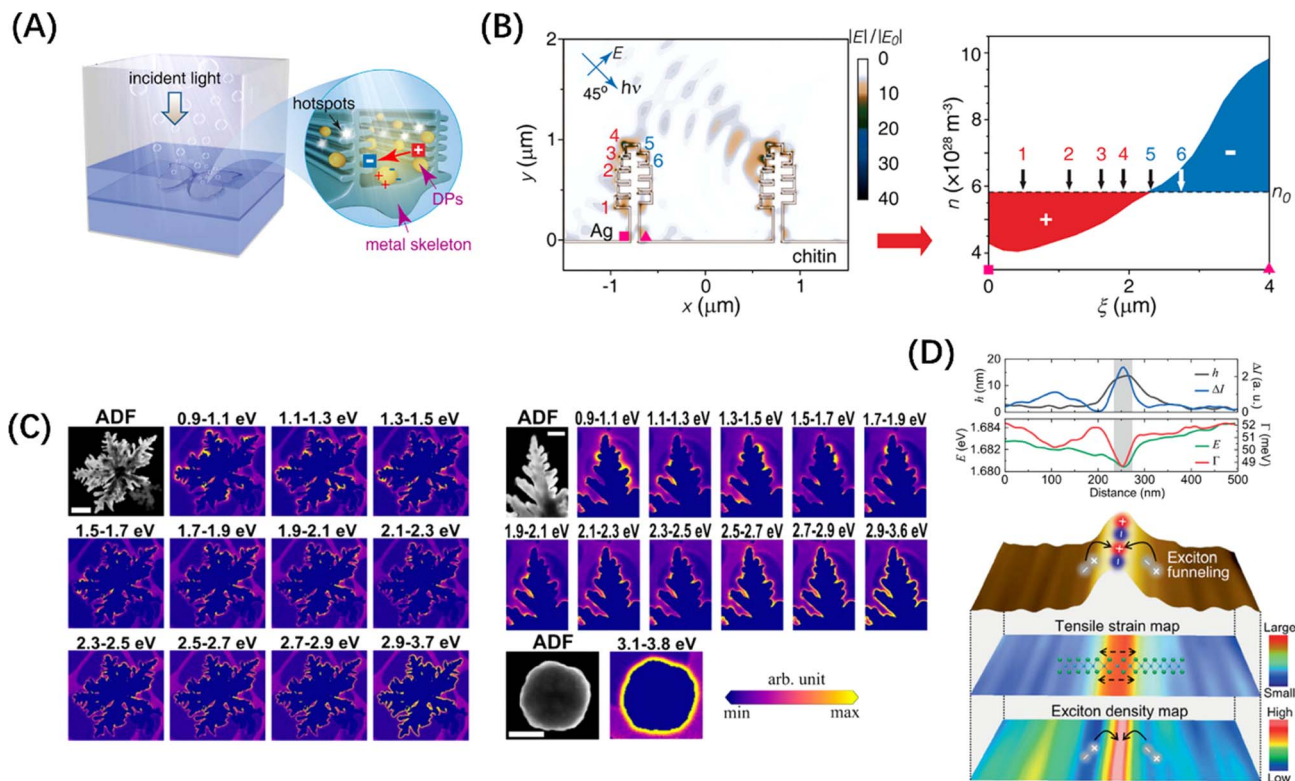 (A)
incident light
hotspots
DPs
metal skeleton
(B)
|E| / |E0|
2
1
0
y (μm)
E
hν
45°
4
5
3
6
2
1
Ag
chitin
-1
0
1
x (μm)
0
10
20
30
40
n (×10²⁸ m⁻³)
10
8
6
4
1 2 3 4 5 6
+
−
n0
0
2
4
ξ (μm)
(C)
ADF
0.9-1.1 eV
1.1-1.3 eV
1.3-1.5 eV
1.5-1.7 eV
1.7-1.9 eV
1.9-2.1 eV
2.1-2.3 eV
2.3-2.5 eV
2.5-2.7 eV
2.7-2.9 eV
2.9-3.7 eV
ADF
0.9-1.1 eV
1.1-1.3 eV
1.3-1.5 eV
1.5-1.7 eV
1.7-1.9 eV
1.9-2.1 eV
2.1-2.3 eV
2.3-2.5 eV
2.5-2.7 eV
2.7-2.9 eV
2.9-3.6 eV
ADF
3.1-3.8 eV
arb. unit
min
max
(D)
20
10
0
h (nm)
h
ΔI
2
0
ΔI (a. u.)
1.684
1.680
E (eV)
E
Γ
52
51
50
49
Γ (meV)
0 100 200 300 400 500
Distance (nm)
Exciton
funneling
Tensile strain map
Large
Small
Exciton density map
High
Low